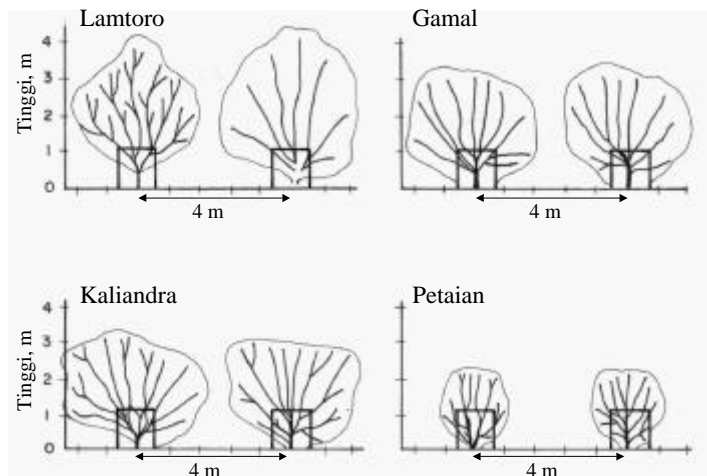 Lamtoro
Gamal
Tinggi, m
4
3
2
1
0
4 m
4 m
Kaliandra
Petaian
Tinggi, m
4
3
2
1
0
4 m
4 m